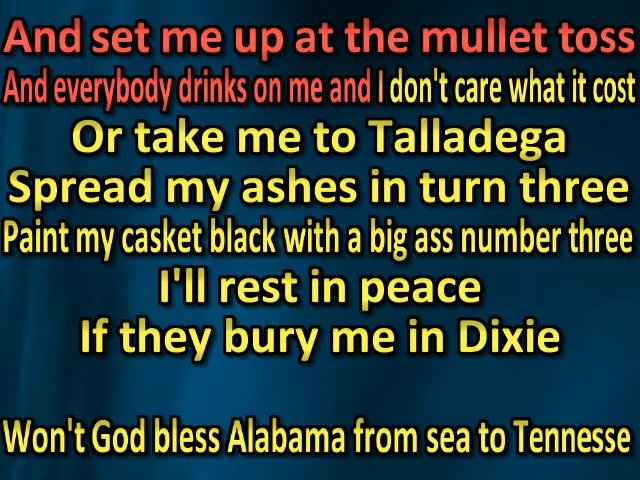 And set me up at the mullet toss
And everybody drinks on me and I don't care what it cost
Or take me to Talladega
Spread my ashes in turn three
Paint my casket black with a big ass number three
I'll rest in peace
If they bury me in Dixie
Won't God bless Alabama from sea to Tennesse